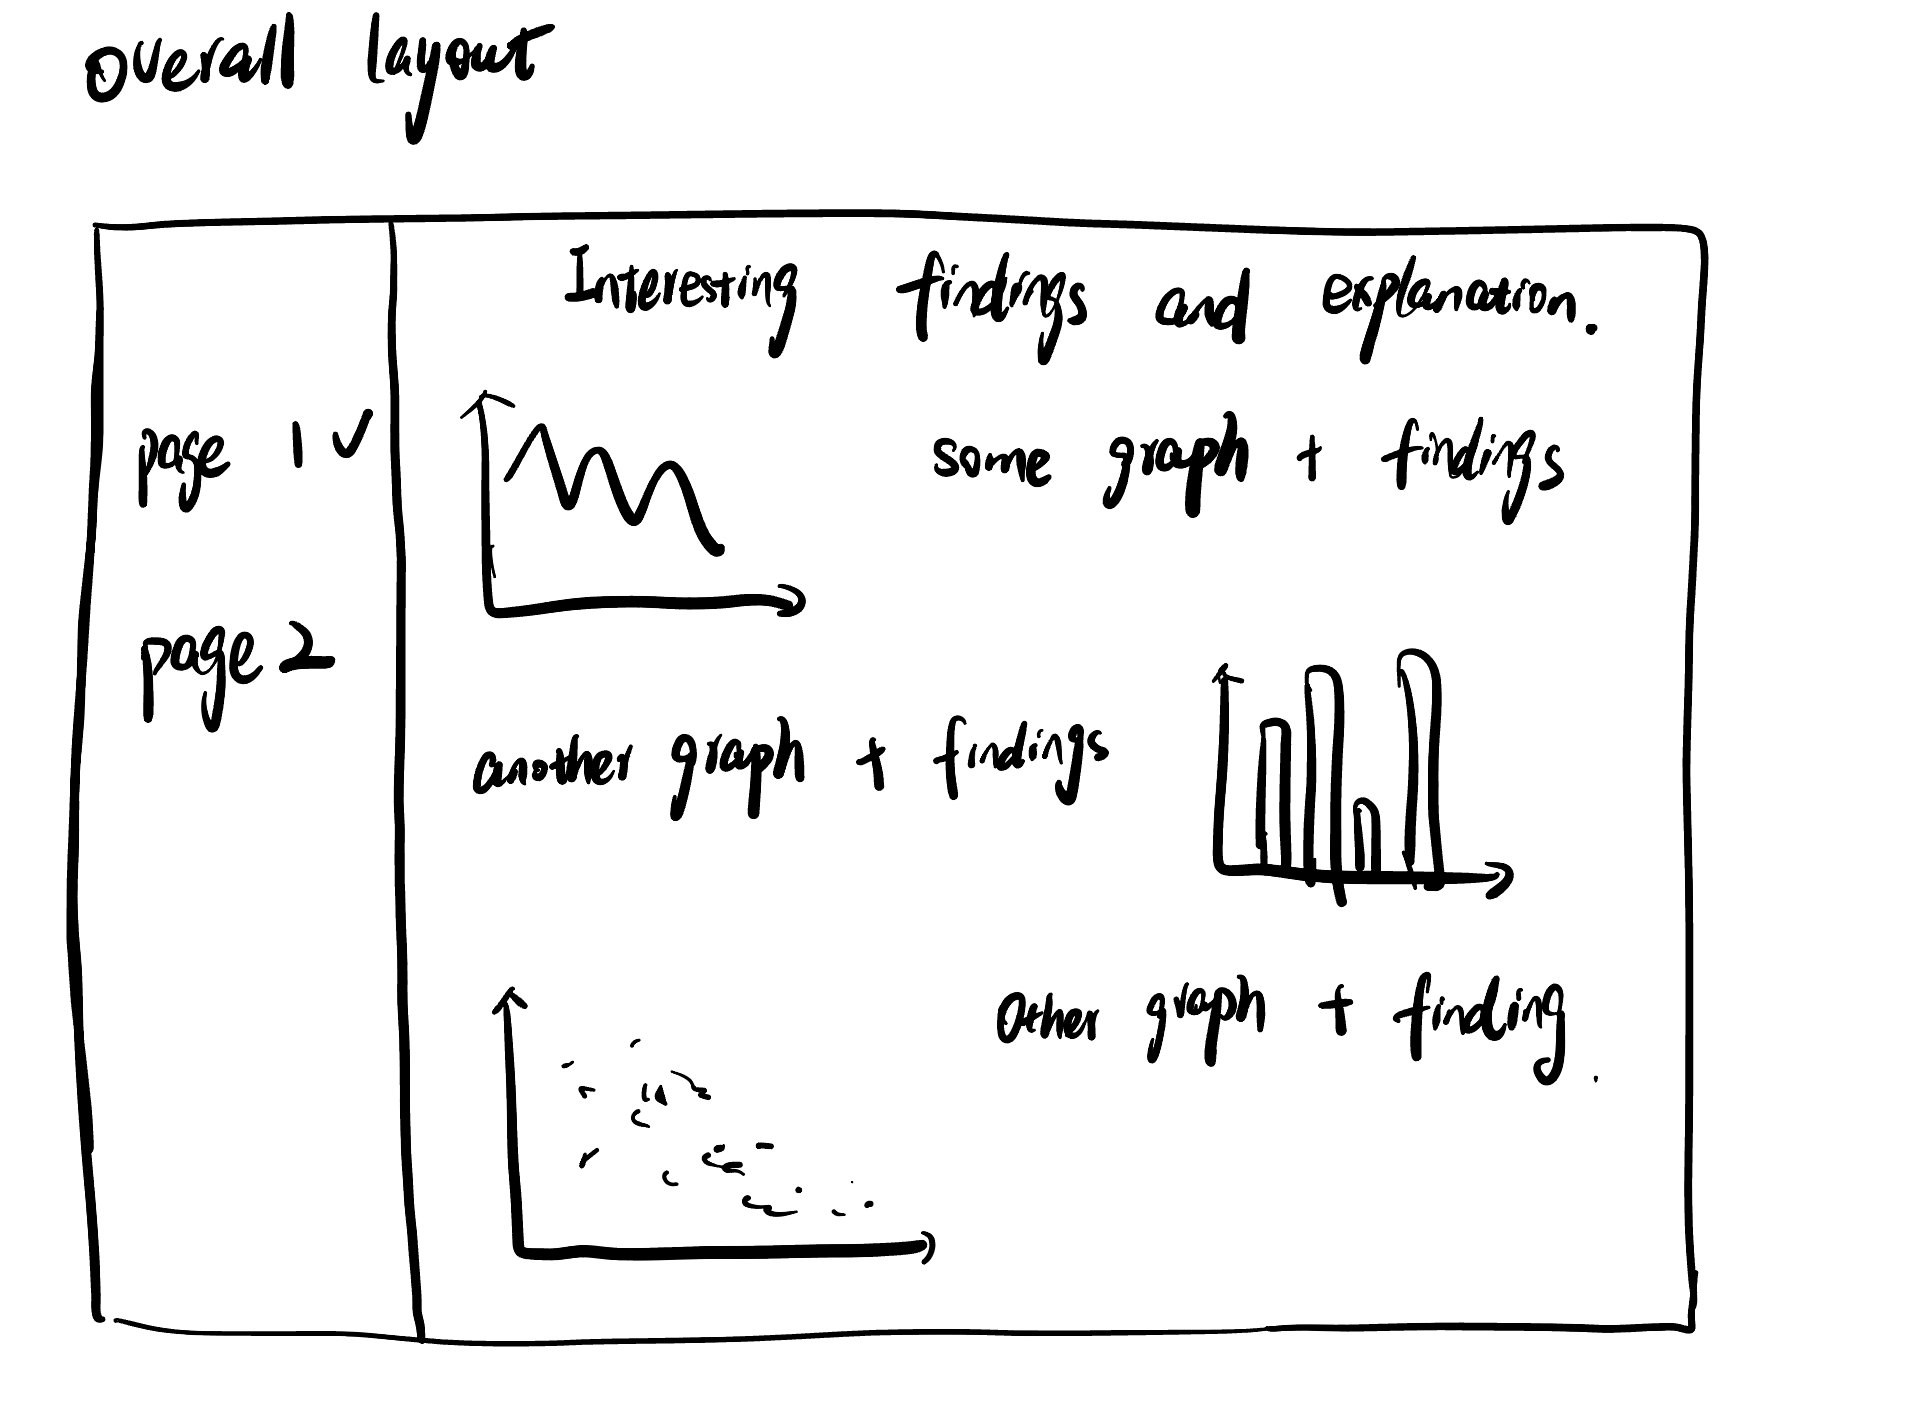 overall layout
Interesting findings and explanation.
page 1 ✓
some graph + findings
page 2
another graph + findings
Other graph + finding.